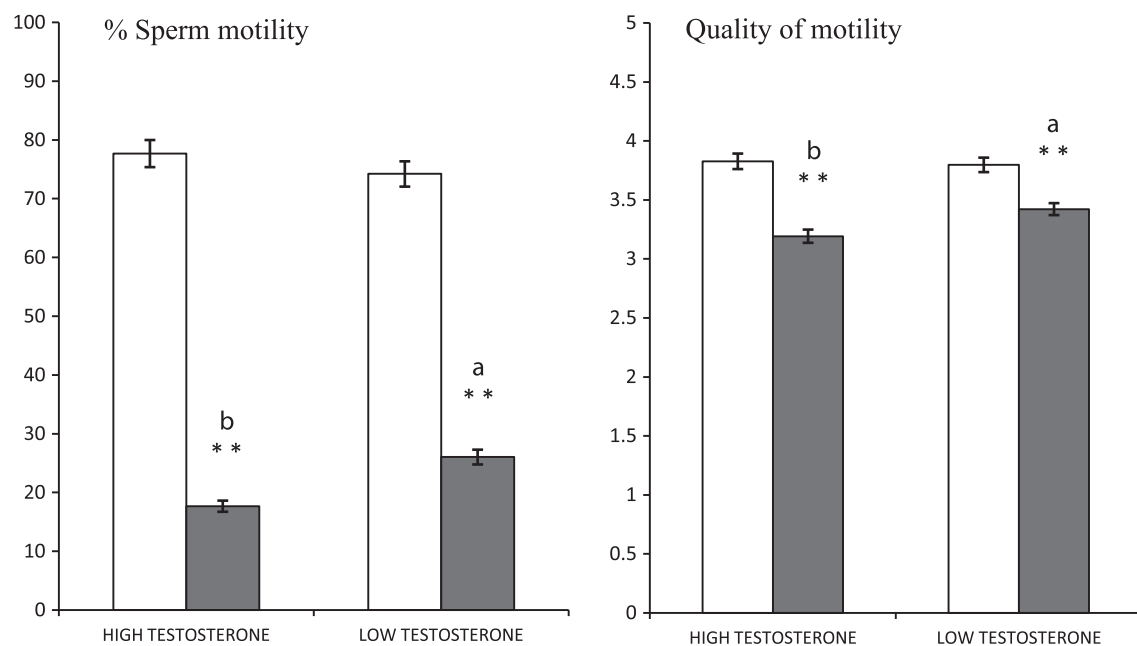 % Sperm motility
100
90
80
70
60
50
40
30
20
10
0
b
* *
a
* *
HIGH TESTOSTERONE
LOW TESTOSTERONE
Quality of motility
5
4.5
4
3.5
3
2.5
2
1.5
1
0.5
0
b
* *
a
* *
HIGH TESTOSTERONE
LOW TESTOSTERONE